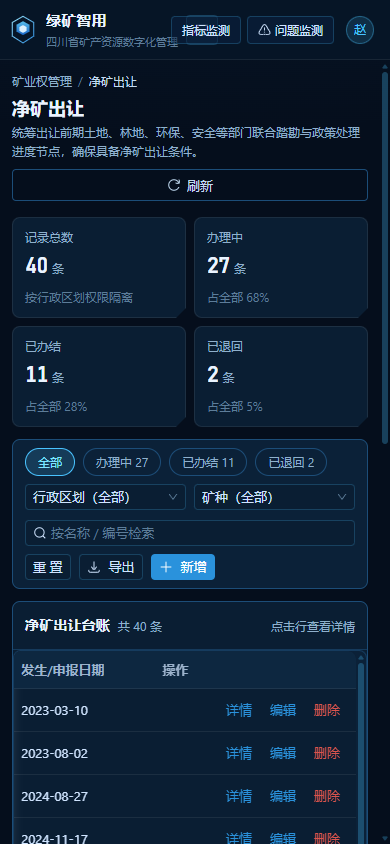 绿矿智用
四川省矿产资源数字化管理
指标监测
问题监测
赵
矿业权管理 / 净矿出让
净矿出让
统筹出让前期土地、林地、环保、安全等部门联合踏勘与政策处理
进度节点，确保具备净矿出让条件。
刷新
记录总数
40 条
按行政区划权限隔离
办理中
27 条
占全部 68%
已办结
11 条
占全部 28%
已退回
2 条
占全部 5%
全部
办理中 27
已办结 11
已退回 2
行政区划（全部）
矿种（全部）
按名称 / 编号检索
重 置
导出
新增
净矿出让台账 共 40 条 点击行查看详情
发生/申报日期 操作
2023-03-10 详情 编辑 删除
2023-08-02 详情 编辑 删除
2024-08-27 详情 编辑 删除
2024-11-17 详情 编辑 删除